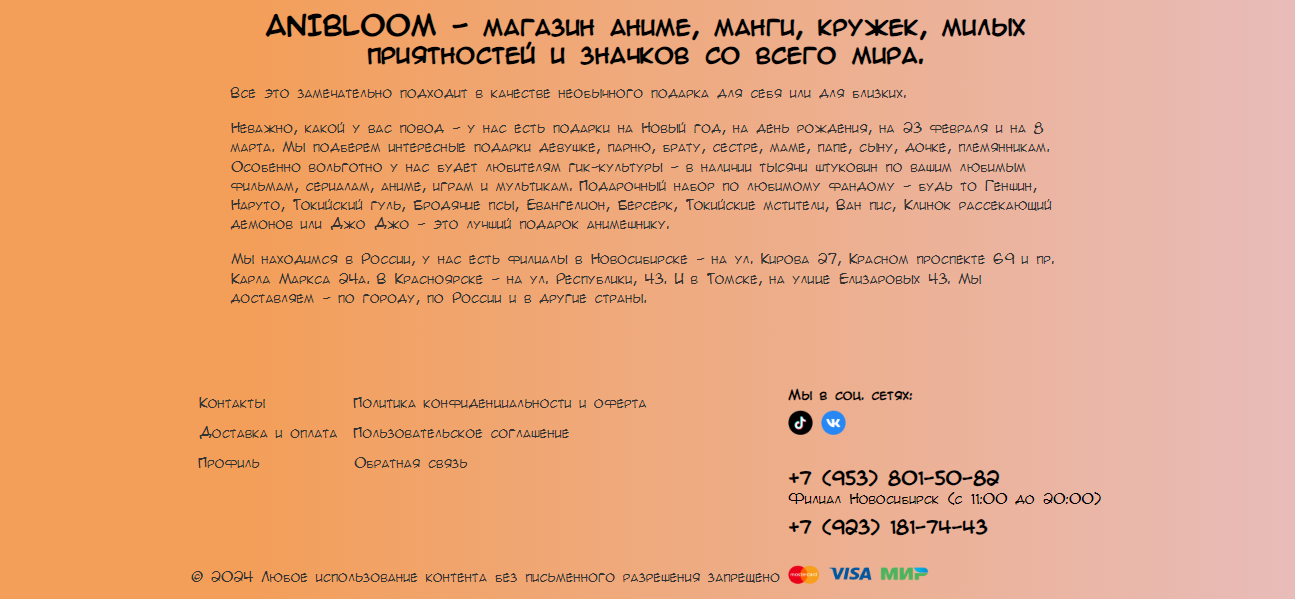 ANIBLOOM - магазин аниме, манги, кружек, милых
приятностей и значков со всего мира.
Все это замечательно подходит в качестве необычного подарка для себя или для близких.
Неважно, какой у вас повод - у нас есть подарки на Новый год, на день рождения, на 23 февраля и на 8
марта. Мы подберем интересные подарки девушке, парню, брату, сестре, маме, папе, сыну, дочке, племянникам.
Особенно вольготно у нас будет любителям гик-культуры - в наличии тысячи штуковин по вашим любимым
фильмам, сериалам, аниме, играм и мультикам. Подарочный набор по любимому фандому - будь то Геншин,
Наруто, Токийский гуль, Бродячие псы, Евангелион, Берсерк, Токийские мстители, Ван пис, Клинок рассекающий
демонов или Джо Джо - это лучший подарок анимешнику.
Мы находимся в России, у нас есть филиалы в Новосибирске - на ул. Кирова 27, Красном проспекте 69 и пр.
Карла Маркса 24а. В Красноярске - на ул. Республики, 43. И в Томске, на улице Елизаровых 43. Мы
доставляем - по городу, по России и в другие страны.
Контакты
Политика конфиденциальности и оферта
Доставка и оплата
Пользовательское соглашение
Профиль
Обратная связь
Мы в соц. сетях:
+7 (953) 801-50-82
Филиал Новосибирск (с 11:00 до 20:00)
+7 (923) 181-74-43
© 2024 Любое использование контента без письменного разрешения запрещено
mastercard VISA МИР